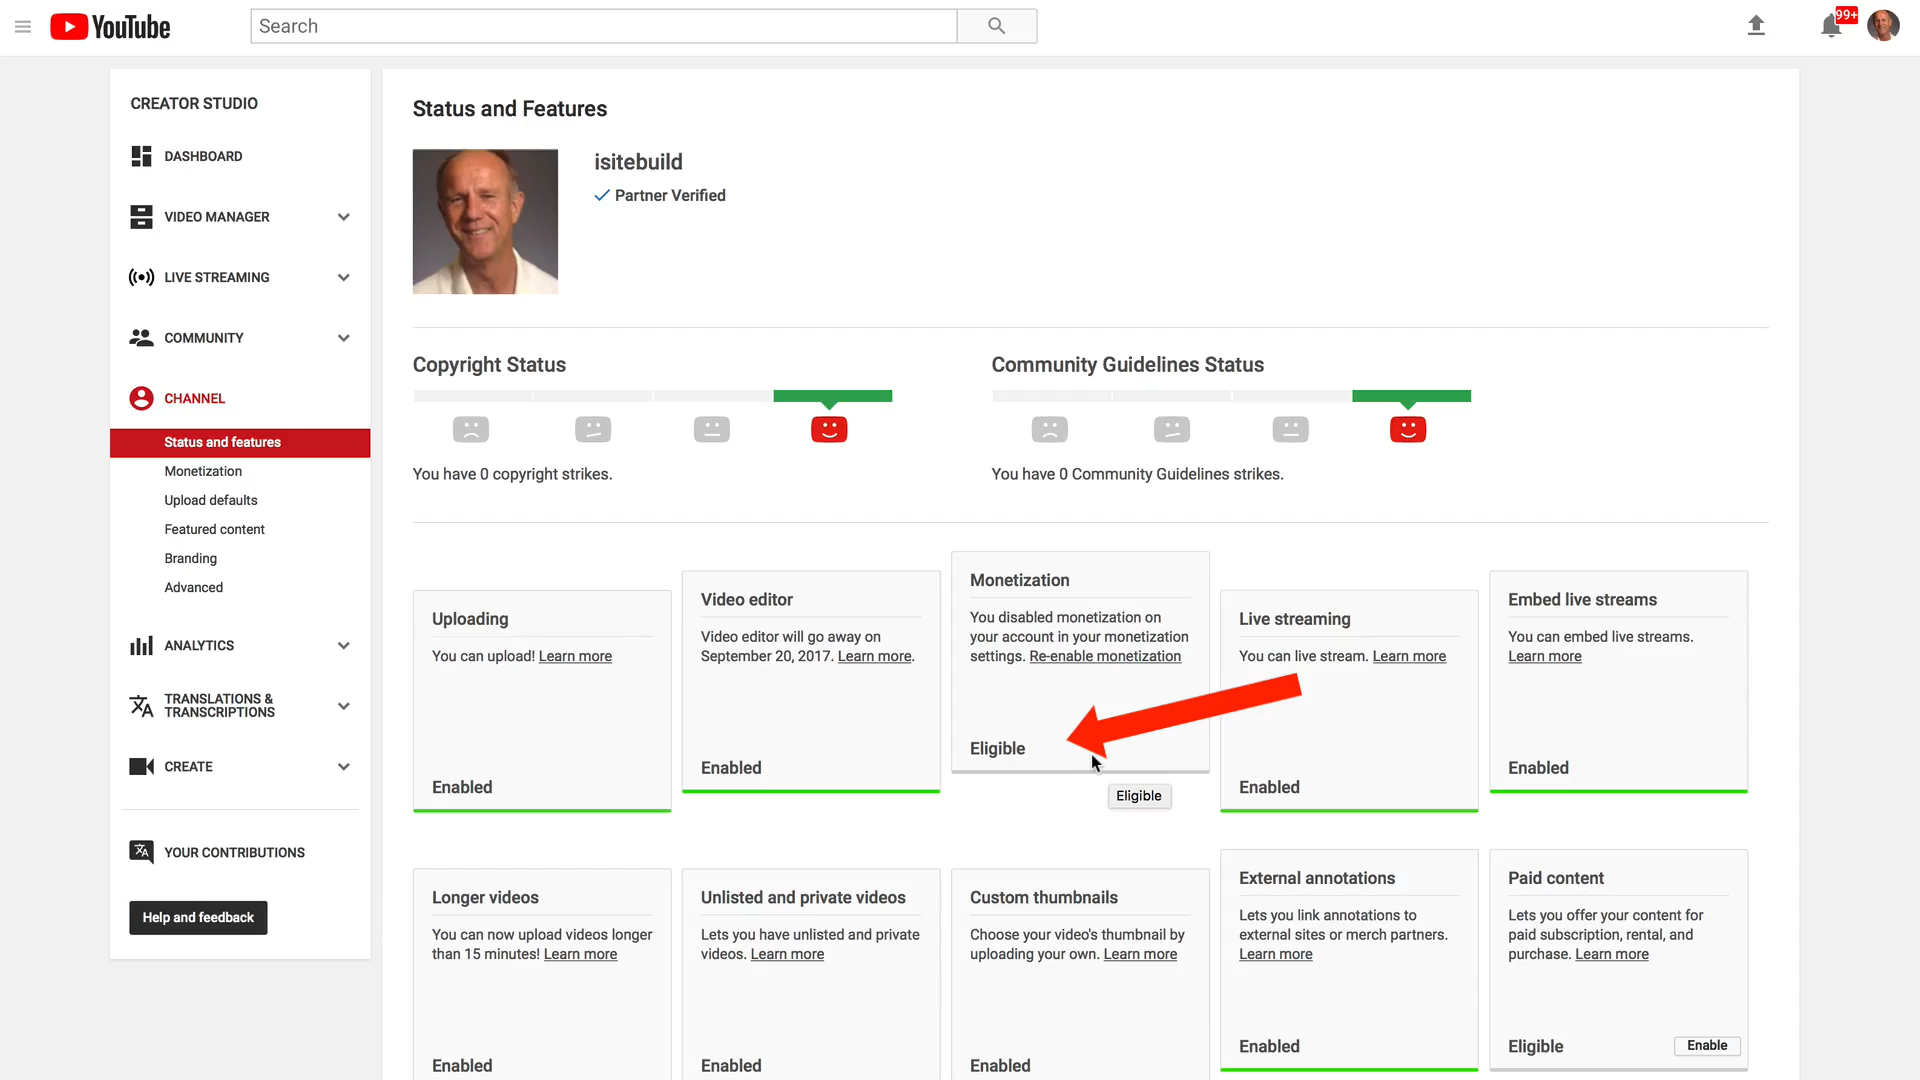 YouTube
Search
99+
CREATOR STUDIO
DASHBOARD
VIDEO MANAGER
LIVE STREAMING
COMMUNITY
CHANNEL
Status and features
Monetization
Upload defaults
Featured content
Branding
Advanced
ANALYTICS
TRANSLATIONS &
TRANSCRIPTIONS
CREATE
YOUR CONTRIBUTIONS
Help and feedback
Status and Features
isitebuild
Partner Verified
Copyright Status
You have 0 copyright strikes.
Community Guidelines Status
You have 0 Community Guidelines strikes.
Uploading
You can upload! Learn more
Enabled
Video editor
Video editor will go away on
September 20, 2017. Learn more.
Enabled
Monetization
You disabled monetization on
your account in your monetization
settings. Re-enable monetization
Eligible
Eligible
Live streaming
You can live stream. Learn more
Enabled
Embed live streams
You can embed live streams.
Learn more
Enabled
Longer videos
You can now upload videos longer
than 15 minutes! Learn more
Enabled
Unlisted and private videos
Lets you have unlisted and private
videos. Learn more
Enabled
Custom thumbnails
Choose your video's thumbnail by
uploading your own. Learn more
Enabled
External annotations
Lets you link annotations to
external sites or merch partners.
Learn more
Enabled
Paid content
Lets you offer your content for
paid subscription, rental, and
purchase. Learn more
Eligible
Enable